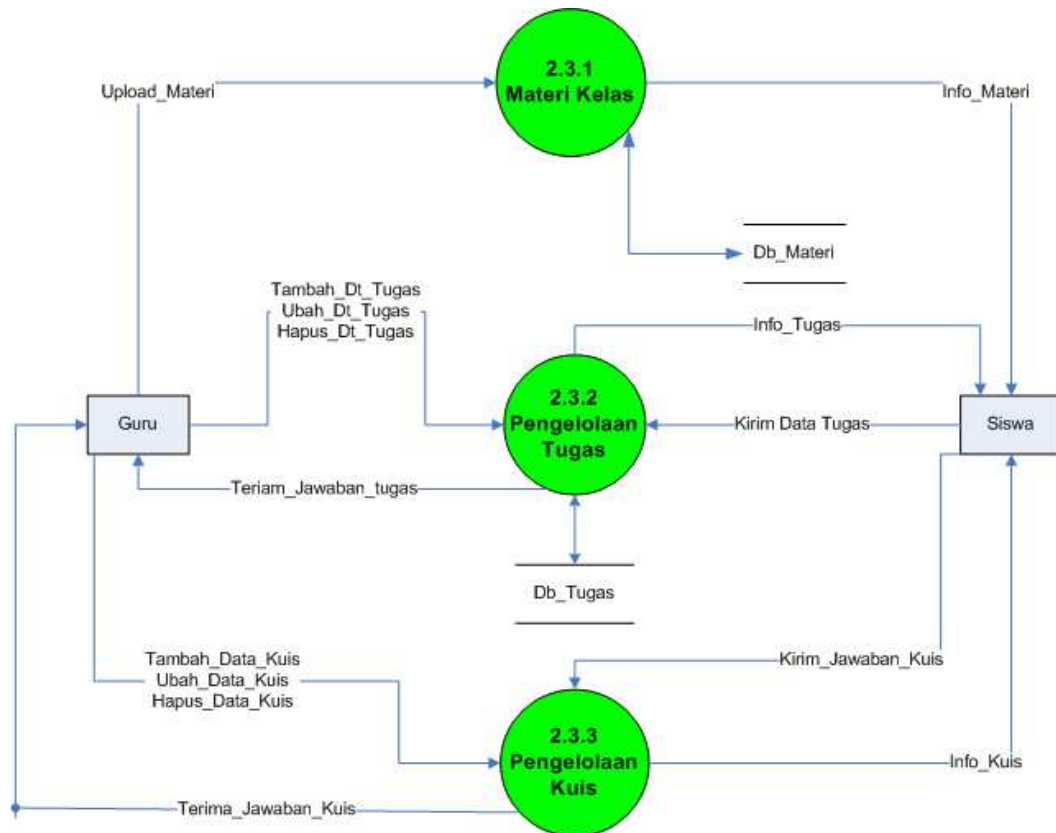 2.3.1
Materi Kelas
Upload_Materi
Info_Materi
Db_Materi
Tambah_Dt_Tugas
Ubah_Dt_Tugas
Hapus_Dt_Tugas
Info_Tugas
Guru
2.3.2
Pengelolaan
Tugas
Kirim Data Tugas
Siswa
Teriam_Jawaban_tugas
Db_Tugas
Tambah_Data_Kuis
Ubah_Data_Kuis
Hapus_Data_Kuis
Kirim_Jawaban_Kuis
2.3.3
Pengelolaan
Kuis
Info_Kuis
Terima_Jawaban_Kuis